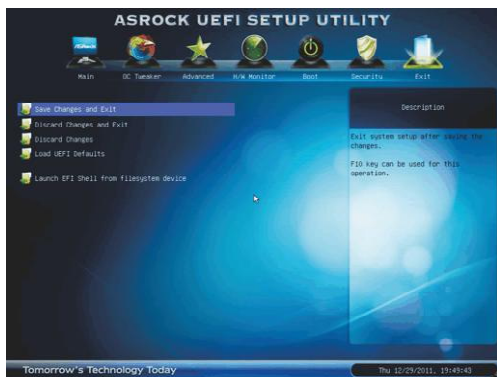 ASROCK UEFI SETUP UTILITY
ASRock
Main OC Tweaker Advanced H/W Monitor Boot Security Exit
Save Changes and Exit
Discard Changes and Exit
Discard Changes
Load UEFI Defaults
Launch EFI Shell from filesystem device
Description
Exit system setup after saving the
changes.
F10 key can be used for this
operation.
Tomorrow's Technology Today
Thu 12/29/2011, 19:49:43